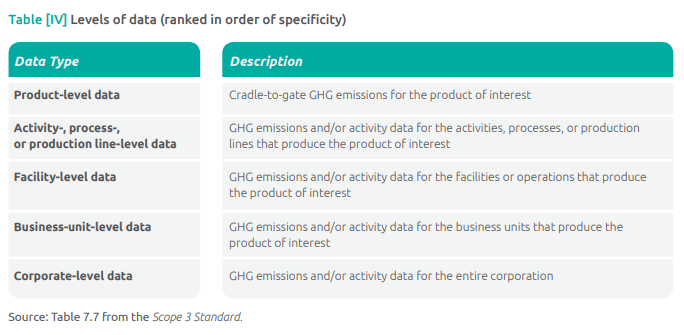 Table [IV] Levels of data (ranked in order of specificity)
Data Type
Description
Product-level data
Cradle-to-gate GHG emissions for the product of interest
Activity-, process-,
or production line-level data
GHG emissions and/or activity data for the activities, processes, or production
lines that produce the product of interest
Facility-level data
GHG emissions and/or activity data for the facilities or operations that produce
the product of interest
Business-unit-level data
GHG emissions and/or activity data for the business units that produce the
product of interest
Corporate-level data
GHG emissions and/or activity data for the entire corporation
Source: Table 7.7 from the Scope 3 Standard.